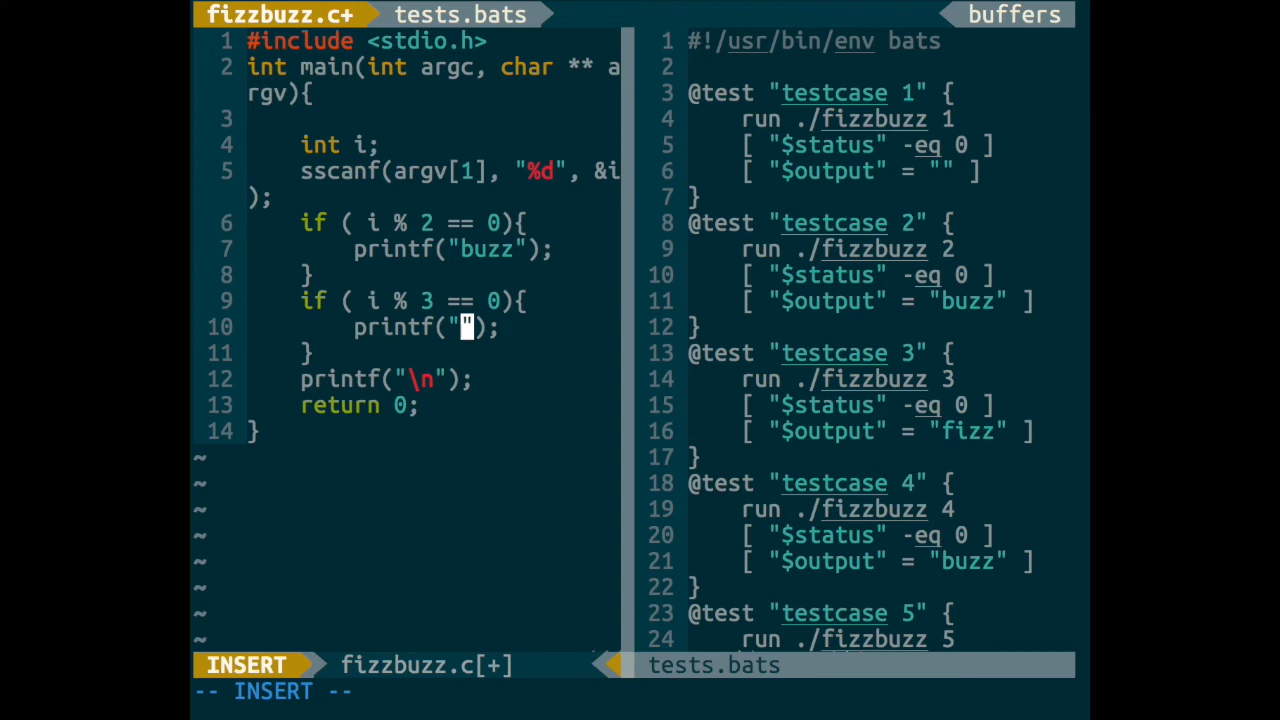 fizzbuzz.c+ tests.bats buffers
1 #include <stdio.h>
2 int main(int argc, char ** a
rgv){
3
4     int i;
5     sscanf(argv[1], "%d", &i
);
6     if ( i % 2 == 0){
7         printf("buzz");
8     }
9     if ( i % 3 == 0){
10         printf("");
11     }
12     printf("\n");
13     return 0;
14 }
~
~
~
~
~
~
~
~
INSERT fizzbuzz.c[+]
-- INSERT --
1 #!/usr/bin/env bats
2
3 @test "testcase 1" {
4     run ./fizzbuzz 1
5     [ "$status" -eq 0 ]
6     [ "$output" = "" ]
7 }
8 @test "testcase 2" {
9     run ./fizzbuzz 2
10     [ "$status" -eq 0 ]
11     [ "$output" = "buzz" ]
12 }
13 @test "testcase 3" {
14     run ./fizzbuzz 3
15     [ "$status" -eq 0 ]
16     [ "$output" = "fizz" ]
17 }
18 @test "testcase 4" {
19     run ./fizzbuzz 4
20     [ "$status" -eq 0 ]
21     [ "$output" = "buzz" ]
22 }
23 @test "testcase 5" {
24     run ./fizzbuzz 5
tests.bats